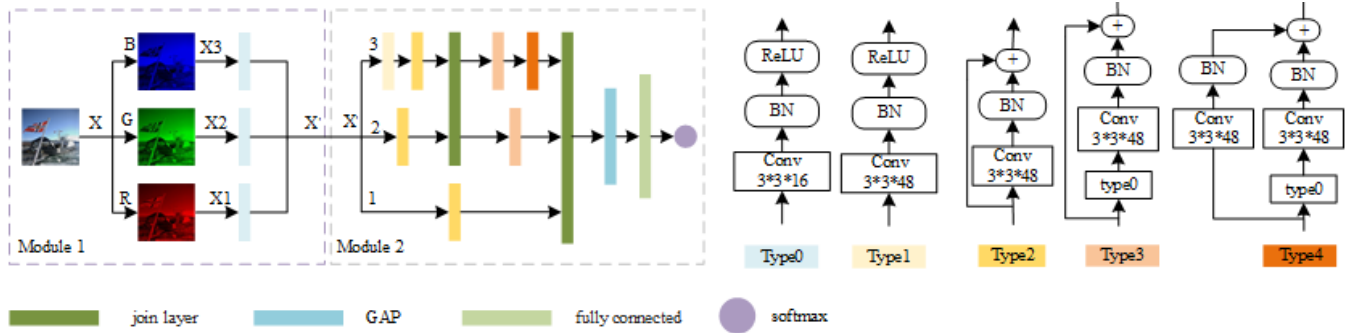 B
X3
X
G
X2
X'
R
X1
Module 1
X'
3
2
1
Module 2
ReLU
BN
Conv
3*3*16
Type0
ReLU
BN
Conv
3*3*48
Type1
+
BN
Conv
3*3*48
Type2
+
BN
Conv
3*3*48
type0
Type3
+
BN
BN
Conv
3*3*48
Conv
3*3*48
type0
Type4
join layer
GAP
fully connected
softmax